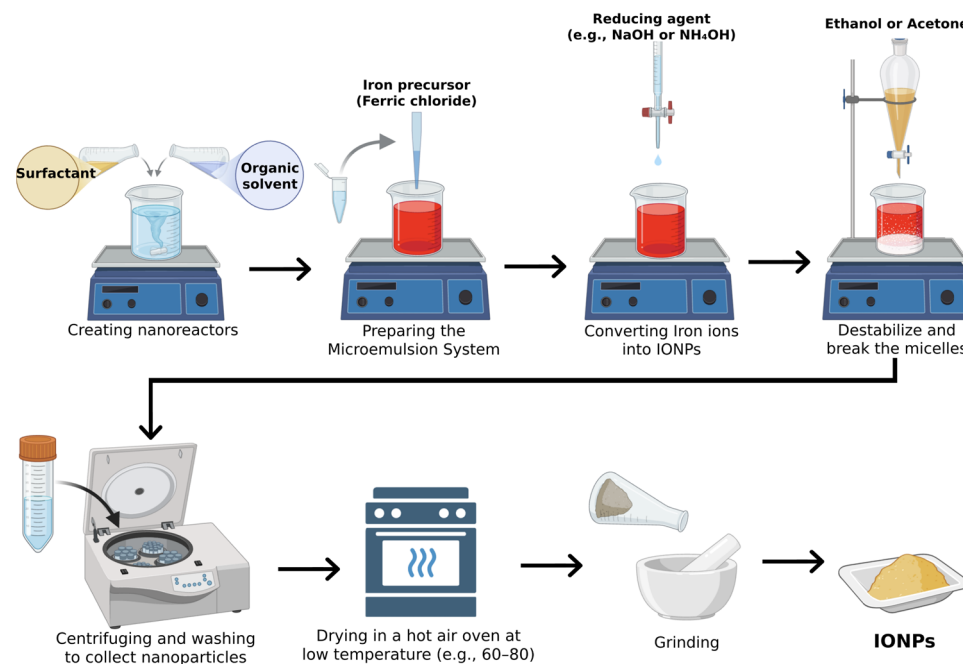 Reducing agent
(e.g., NaOH or NH₄OH)
Ethanol or Acetone
Iron precursor
(Ferric chloride)
Surfactant
Organic
solvent
Creating nanoreactors
Preparing the
Microemulsion System
Converting Iron ions
into IONPs
Destabilize and
break the micelles
Centrifuging and washing
to collect nanoparticles
Drying in a hot air oven at
low temperature (e.g., 60–80)
Grinding
IONPs